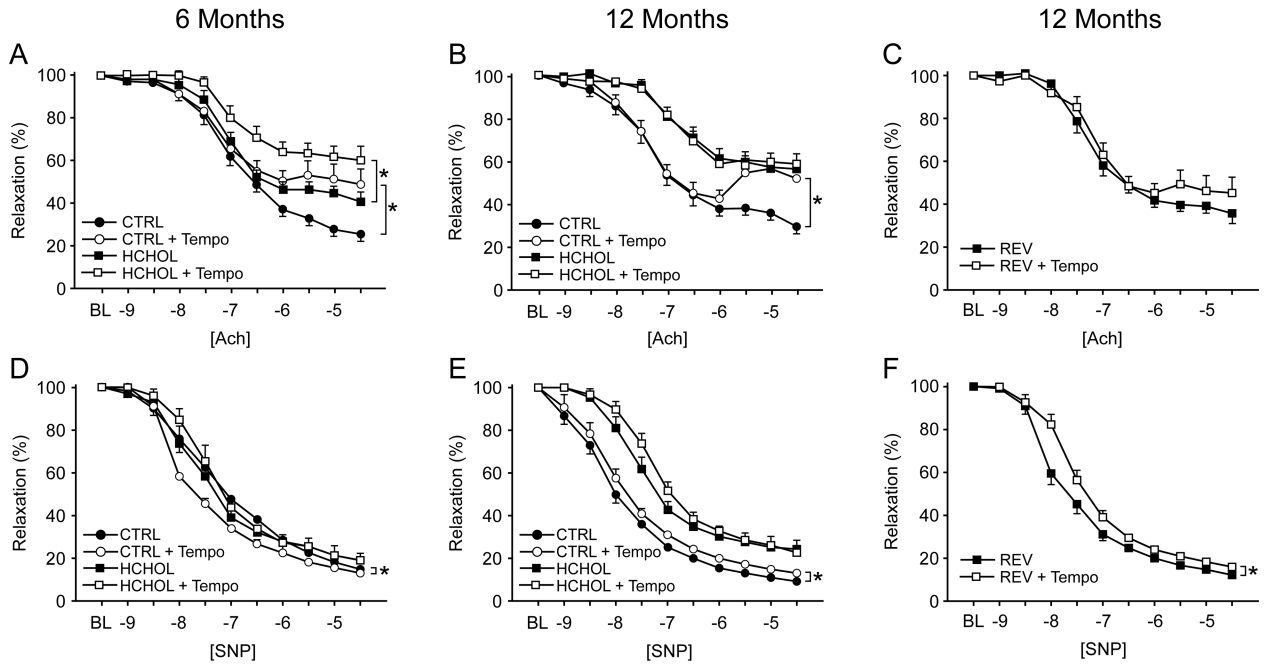 6 Months
12 Months
12 Months
A
Relaxation (%)
100
80
60
40
20
0
*
*
CTRL
CTRL + Tempo
HCHOL
HCHOL + Tempo
BL -9 -8 -7 -6 -5
[Ach]
B
Relaxation (%)
100
80
60
40
20
0
*
CTRL
CTRL + Tempo
HCHOL
HCHOL + Tempo
BL -9 -8 -7 -6 -5
[Ach]
C
Relaxation (%)
100
80
60
40
20
0
REV
REV + Tempo
BL -9 -8 -7 -6 -5
[Ach]
D
Relaxation (%)
100
80
60
40
20
0
CTRL
CTRL + Tempo
HCHOL
HCHOL + Tempo
*
BL -9 -8 -7 -6 -5
[SNP]
E
Relaxation (%)
100
80
60
40
20
0
CTRL
CTRL + Tempo
HCHOL
HCHOL + Tempo
*
BL -9 -8 -7 -6 -5
[SNP]
F
Relaxation (%)
100
80
60
40
20
0
REV
REV + Tempo
*
BL -9 -8 -7 -6 -5
[SNP]